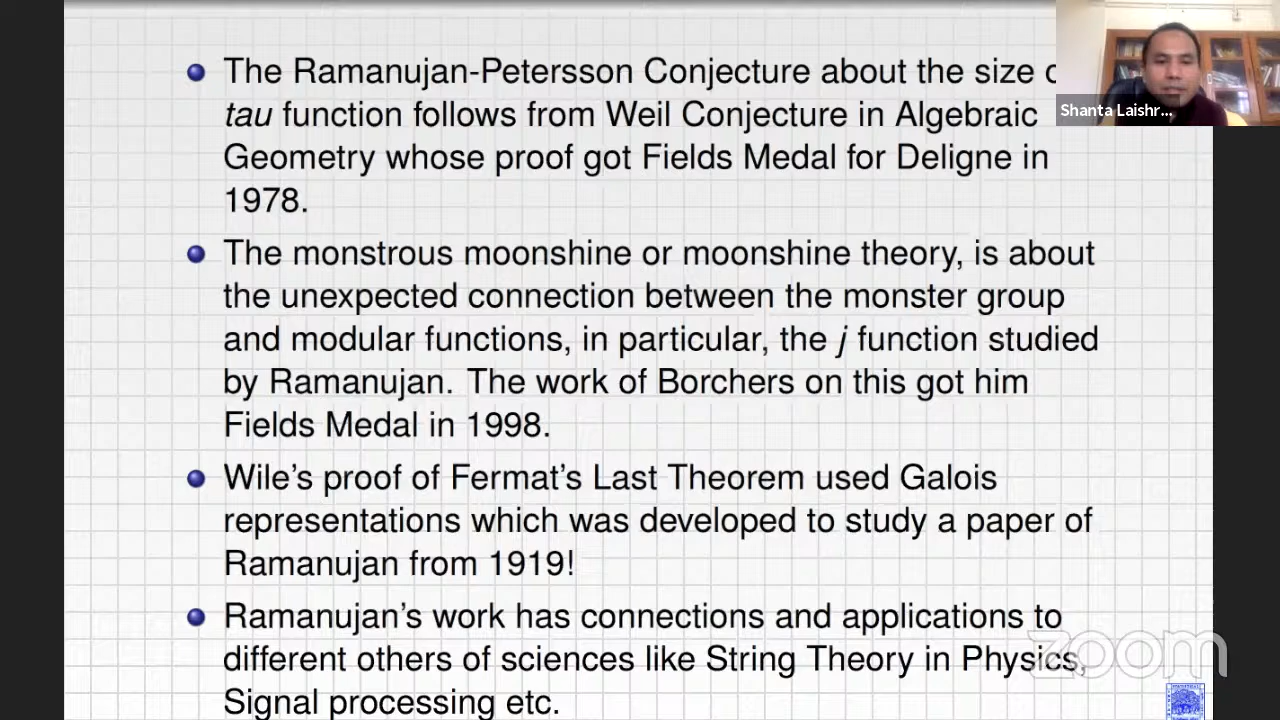 The Ramanujan-Petersson Conjecture about the size
tau function follows from Weil Conjecture in Algebraic
Geometry whose proof got Fields Medal for Deligne in
1978.
The monstrous moonshine or moonshine theory, is about
the unexpected connection between the monster group
and modular functions, in particular, the j function studied
by Ramanujan. The work of Borchers on this got him
Fields Medal in 1998.
Wile's proof of Fermat's Last Theorem used Galois
representations which was developed to study a paper of
Ramanujan from 1919!
Ramanujan's work has connections and applications to
different others of sciences like String Theory in Physics,
Signal processing etc.
Shanta Laishr...
zoom